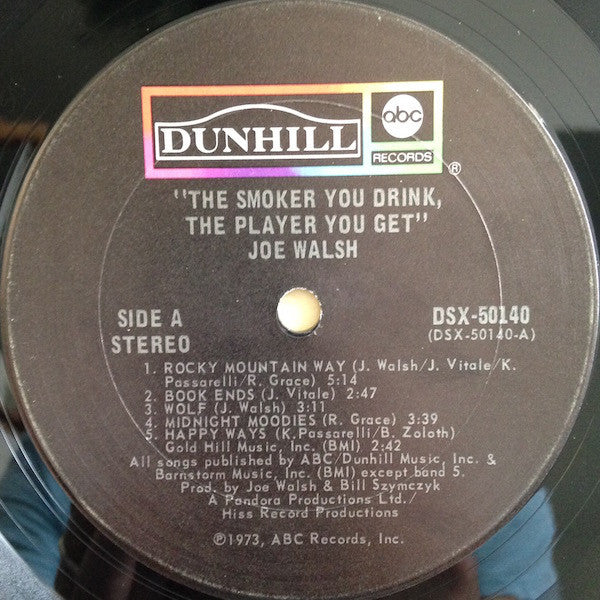 DUNHILL
abc
RECORDS
®
"THE SMOKER YOU DRINK,
THE PLAYER YOU GET"
JOE WALSH
SIDE A
STEREO
DSX-50140
(DSX-50140-A)
1. ROCKY MOUNTAIN WAY (J. Walsh/J. Vitale/K.
Passarelli/R. Grace) 5:14
2. BOOK ENDS (J. Vitale) 2:47
3. WOLF (J. Walsh) 3:11
4. MIDNIGHT MOODIES (R. Grace) 3:39
5. HAPPY WAYS (K. Passarelli/B. Zoloth)
Gold Hill Music, Inc. (BMI) 2:42
All songs published by ABC/Dunhill Music, Inc. &
Barnstorm Music, Inc. (BMI) except band 5.
Prod. by Joe Walsh & Bill Szymczyk
A Pandora Productions Ltd./
Hiss Record Productions
℗1973, ABC Records, Inc.